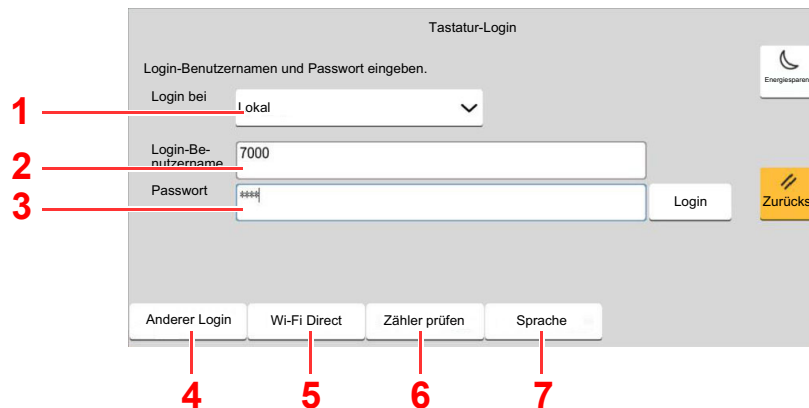 Tastatur-Login
Login-Benutzernamen und Passwort eingeben.
Energiesparen
Login bei
Lokal
1
Login-Be-
nutzername
7000
2
Passwort
****
Login
Zurücks
3
Anderer Login
Wi-Fi Direct
Zähler prüfen
Sprache
4
5
6
7